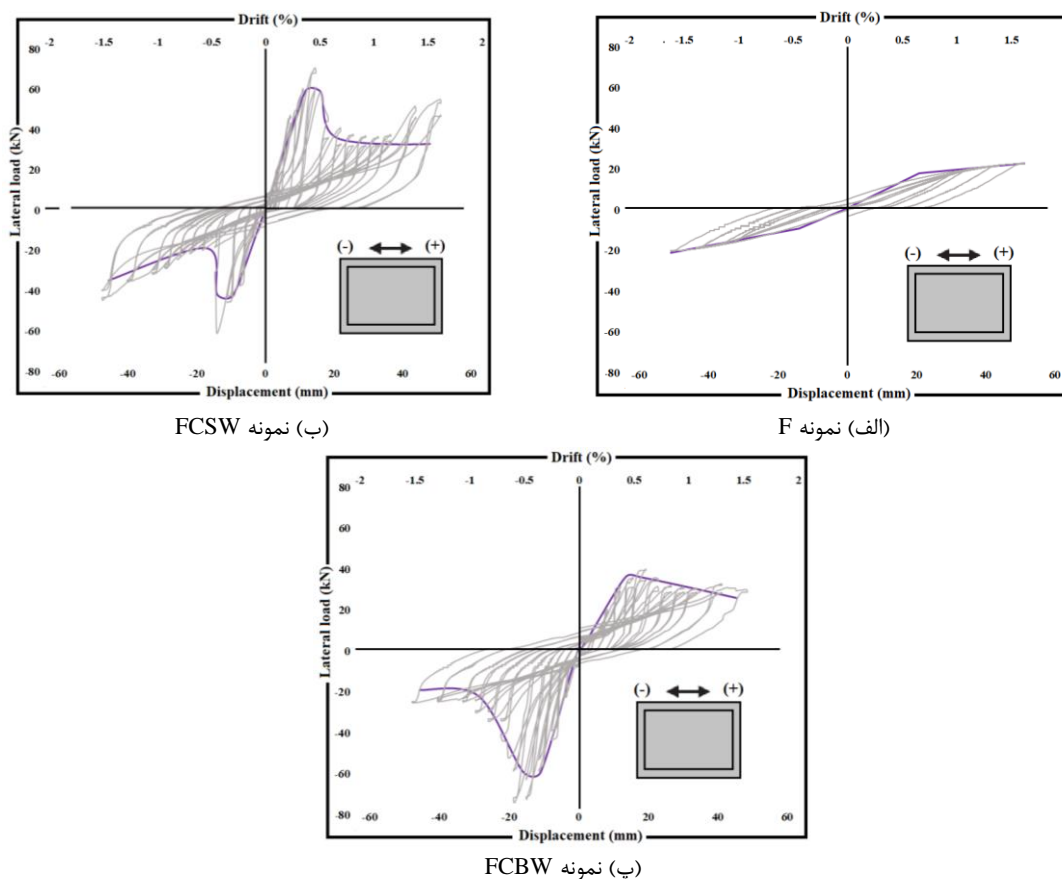 Drift (%)
-2 -1.5 -1 -0.5 0 0.5 1 1.5 2
80
60
40
20
0
-20
-40
-60
-80
Lateral load (kN)
(-) (+)
-60 -40 -20 0 20 40 60
Displacement (mm)
(ب) نمونه FCSW
Drift (%)
-2 -1.5 -1 -0.5 0 0.5 1 1.5 2
80
60
40
20
0
-20
-40
-60
-80
Lateral load (kN)
(-) (+)
-60 -40 -20 0 20 40 60
Displacement (mm)
(الف) نمونه F
Drift (%)
-2 -1.5 -1 -0.5 0 0.5 1 1.5 2
80
60
40
20
0
-20
-40
-60
-80
Lateral load (kN)
(-) (+)
-60 -40 -20 0 20 40 60
Displacement (mm)
(پ) نمونه FCBW